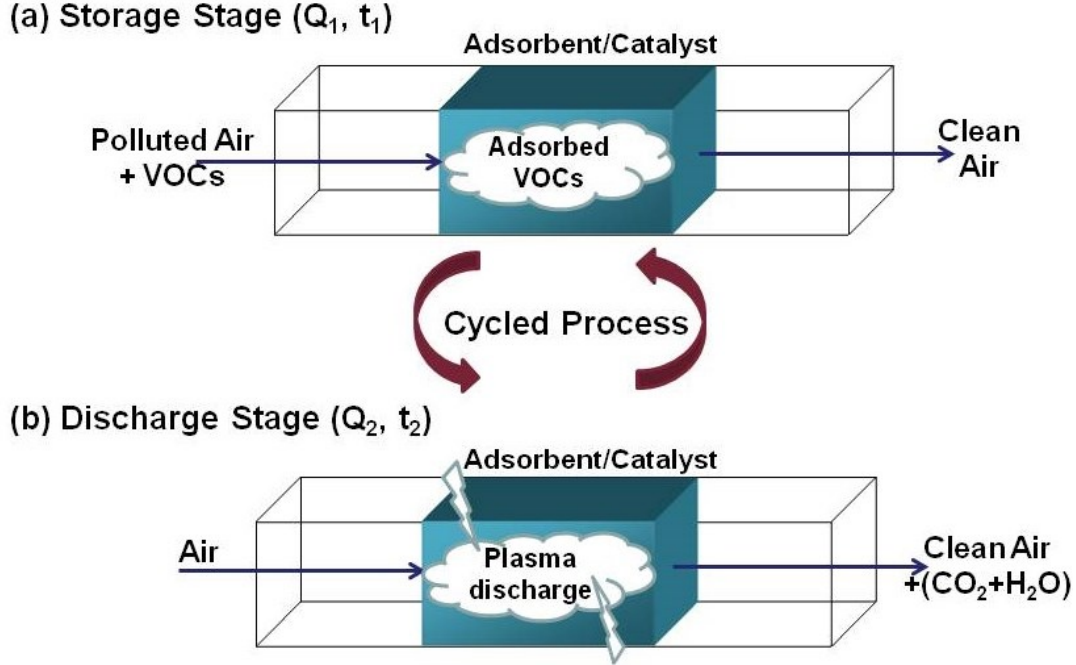 (a) Storage Stage (Q₁, t₁)
Adsorbent/Catalyst
Polluted Air
+ VOCs
Adsorbed
VOCs
Clean
Air
Cycled Process
(b) Discharge Stage (Q₂, t₂)
Adsorbent/Catalyst
Air
Plasma
discharge
Clean Air
+(CO₂+H₂O)